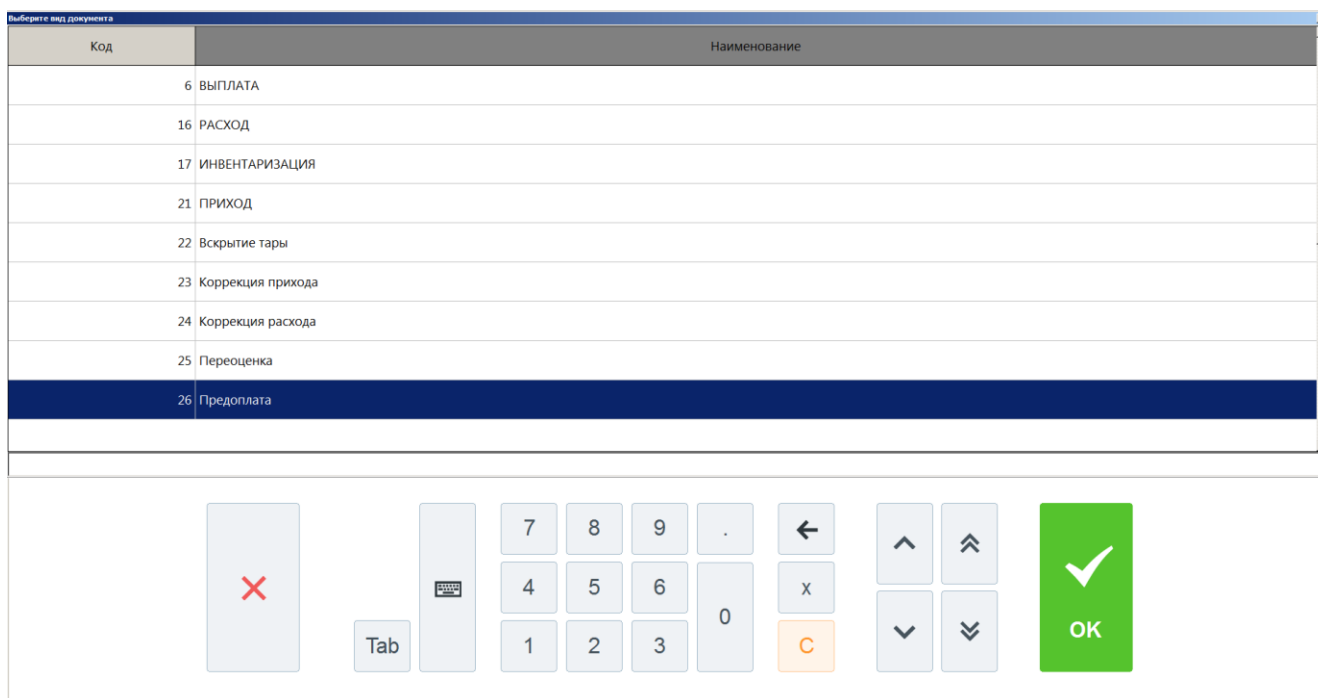 Выберите вид документа
Код Наименование
6 ВЫПЛАТА
16 РАСХОД
17 ИНВЕНТАРИЗАЦИЯ
21 ПРИХОД
22 Вскрытие тары
23 Коррекция прихода
24 Коррекция расхода
25 Переоценка
26 Предоплата
7 8 9 .
4 5 6 0 x
Tab 1 2 3 C OK